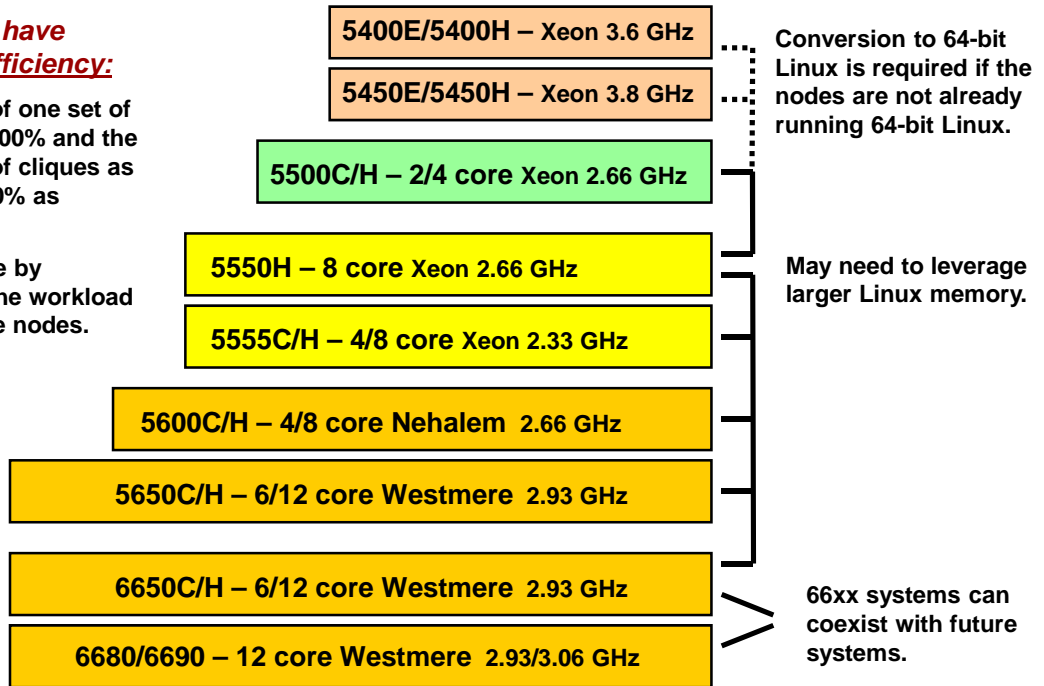 have
fficiency:
of one set of
00% and the
of cliques as
0% as
e by
he workload
e nodes.
5400E/5400H – Xeon 3.6 GHz
5450E/5450H – Xeon 3.8 GHz
5500C/H – 2/4 core Xeon 2.66 GHz
5550H – 8 core Xeon 2.66 GHz
5555C/H – 4/8 core Xeon 2.33 GHz
5600C/H – 4/8 core Nehalem 2.66 GHz
5650C/H – 6/12 core Westmere 2.93 GHz
6650C/H – 6/12 core Westmere 2.93 GHz
6680/6690 – 12 core Westmere 2.93/3.06 GHz
Conversion to 64-bit
Linux is required if the
nodes are not already
running 64-bit Linux.
May need to leverage
larger Linux memory.
66xx systems can
coexist with future
systems.